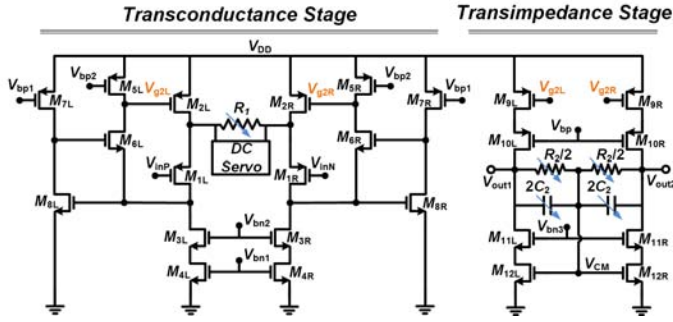 Transconductance Stage
Transimpedance Stage
VDD
Vbp1
Vbp2
M5L
Vg2L
M2L
Vg2R
M2R
M5R
Vbp2
Vbp1
M7L
M7R
R1
DC
Servo
M6L
M6R
VinP
M1L
VinN
M1R
M8L
M8R
Vbn2
M3L
M3R
Vbn1
M4L
M4R
Vg2L
Vg2R
M9L
M9R
Vbp
M10L
M10R
R2/2
R2/2
Vout1
Vout2
2C2
2C2
Vbn3
M11L
M11R
VCM
M12L
M12R